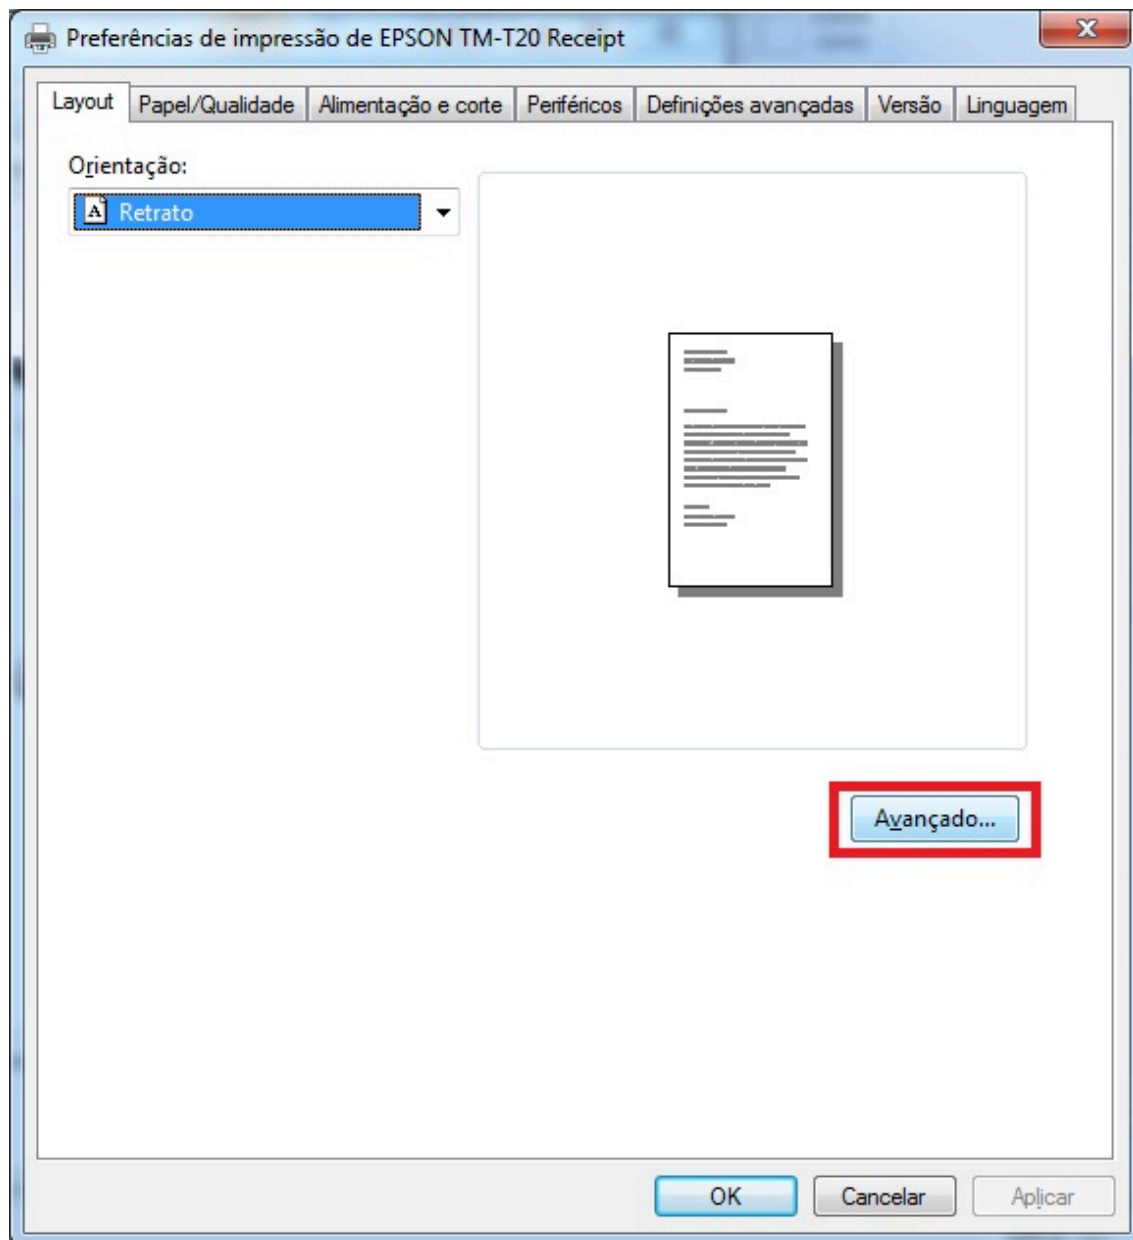 Preferências de impressão de EPSON TM-T20 Receipt
X
Layout Papel/Qualidade Alimentação e corte Periféricos Definições avançadas Versão Linguagem
Orientação:
A Retrato
Avançado...
OK Cancelar Aplicar